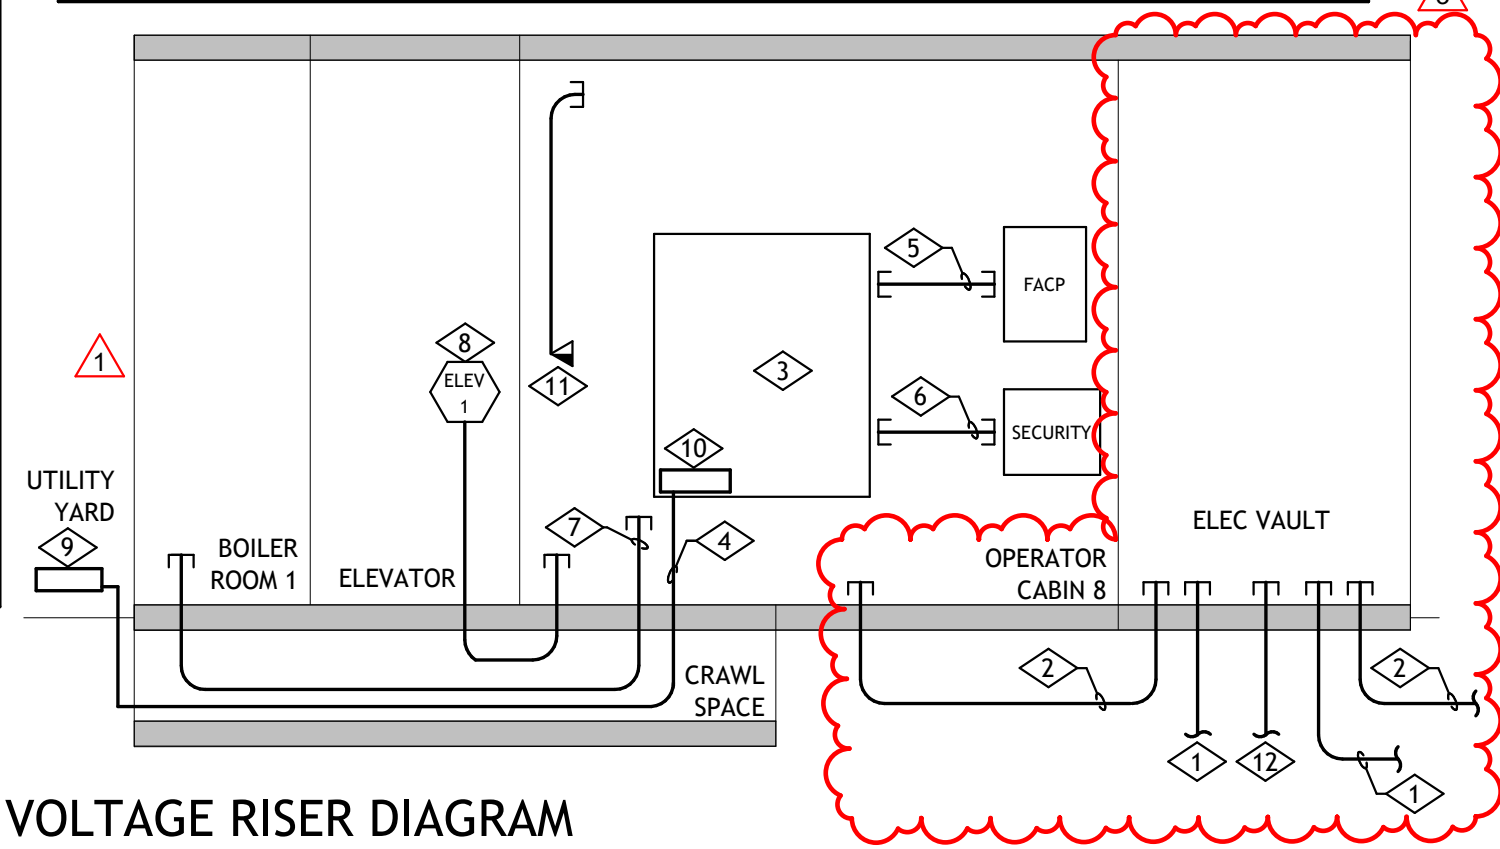 5
FACP
8
ELEV
1
11
3
1
6
SECURITY
10
UTILITY
YARD
9
BOILER
ROOM 1
ELEVATOR
7
4
OPERATOR
CABIN 8
ELEC VAULT
CRAWL
SPACE
2
2
1
12
1
VOLTAGE RISER DIAGRAM